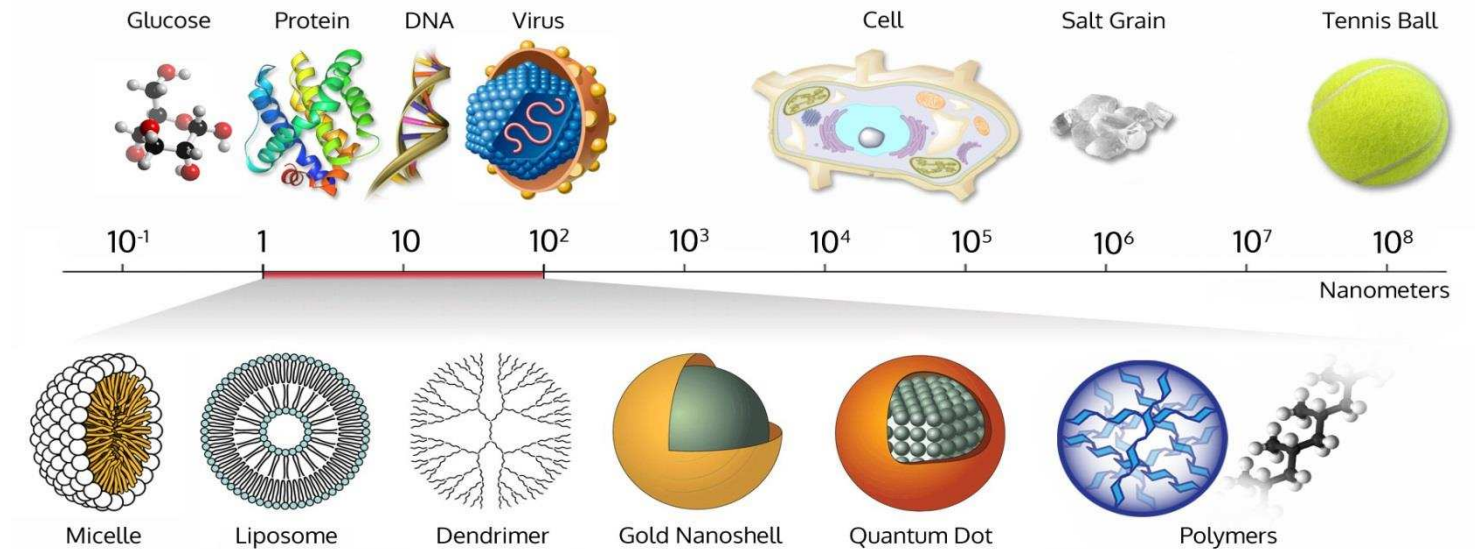 Glucose Protein DNA Virus Cell Salt Grain Tennis Ball
10⁻¹ 1 10 10² 10³ 10⁴ 10⁵ 10⁶ 10⁷ 10⁸
Nanometers
Micelle Liposome Dendrimer Gold Nanoshell Quantum Dot Polymers